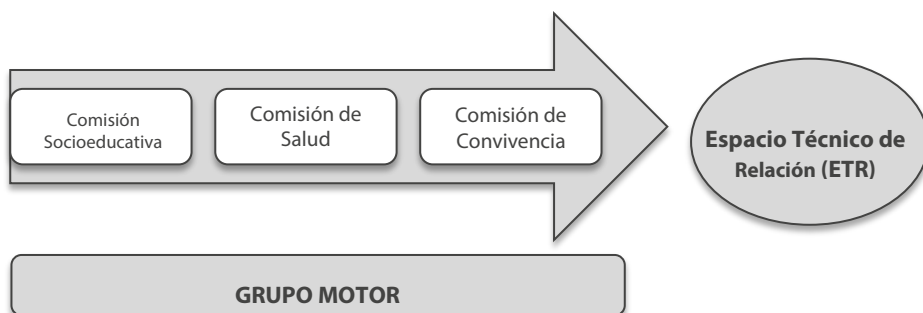 Comisión
Socioeducativa
Comisión de
Salud
Comisión de
Convivencia
Espacio Técnico de
Relación (ETR)
GRUPO MOTOR